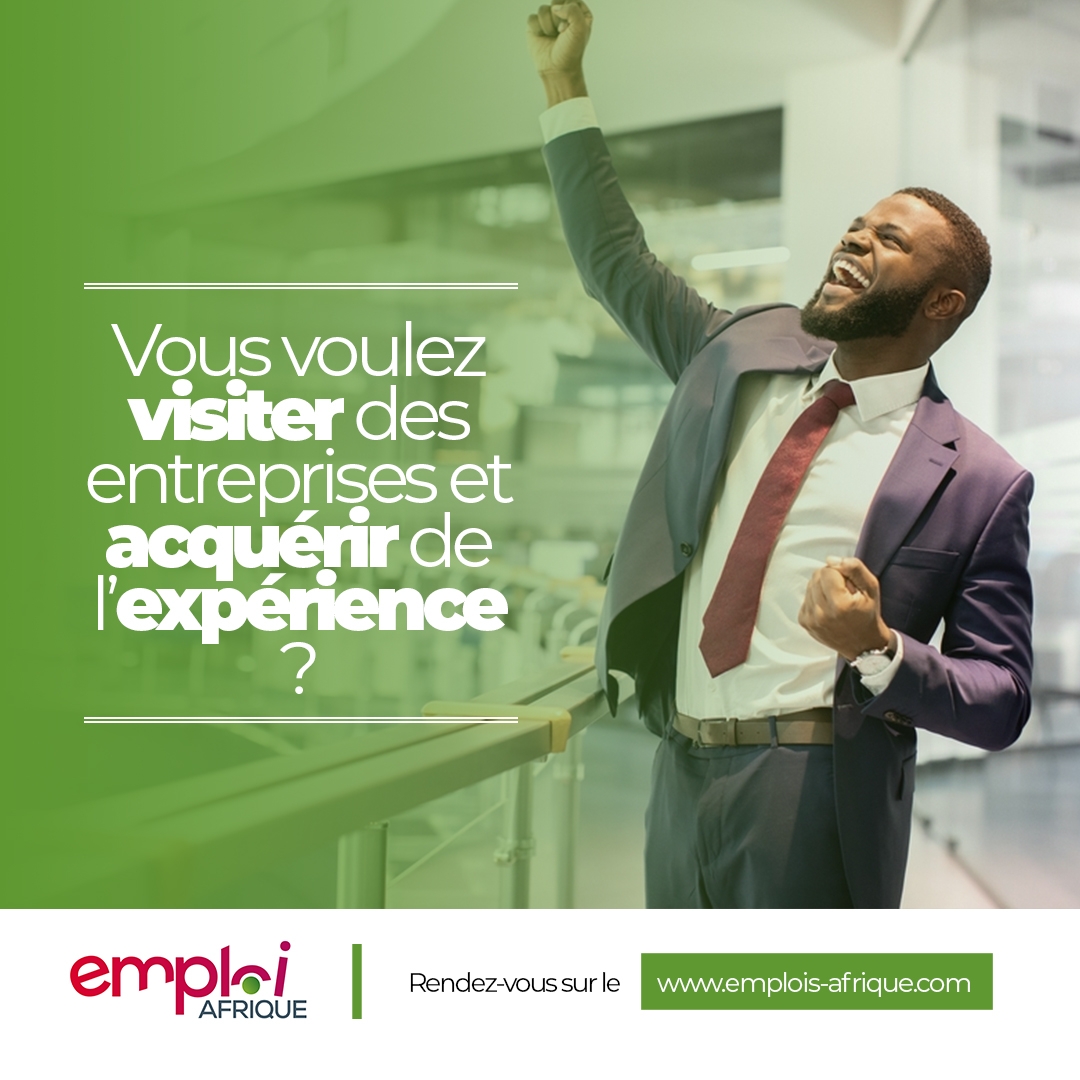 Vous voulez
visiter des
entreprises et
acquérir de
l'expérience
?
emploi
AFRIQUE
Rendez-vous sur le
www.emplois-afrique.com